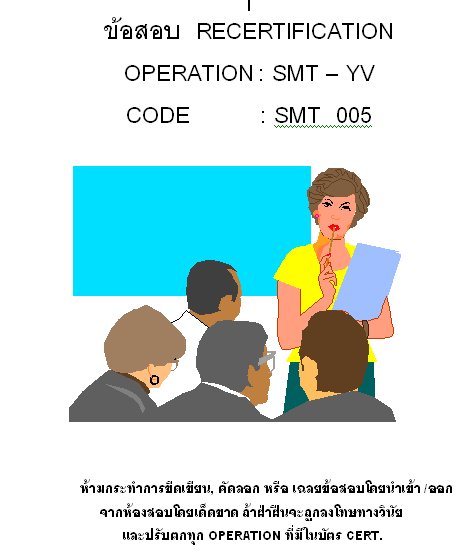 ข้อสอบ RECERTIFICATION
OPERATION : SMT – YV
CODE : SMT 005
ห้ามกระทำการขีดเขียน, คัดลอก หรือ เฉลยข้อสอบโดยนำเข้า /ออก
จากห้องสอบโดยเด็ดขาด ถ้าฝ่าฝืนจะถูกลงโทษทางวินัย
และปรับตกทุก OPERATION ที่มีในบัตร CERT.